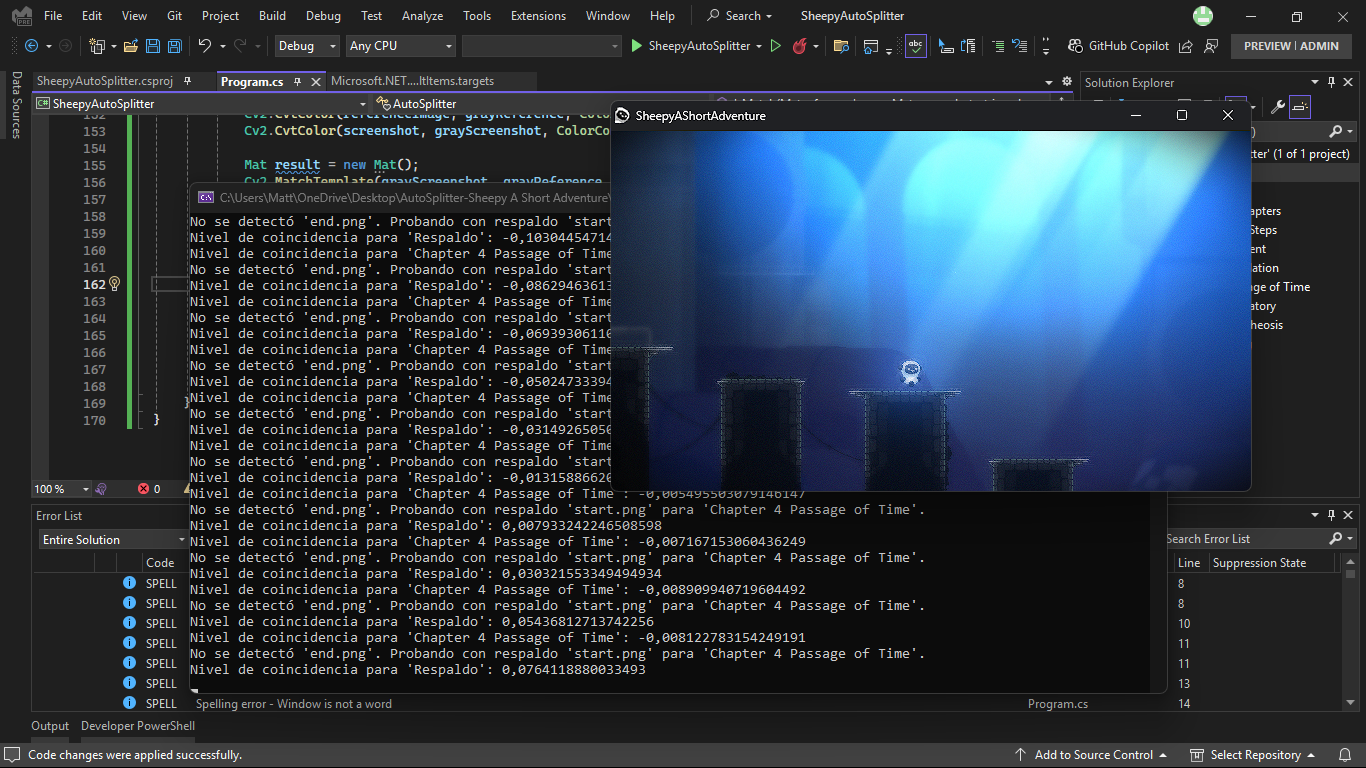 File Edit View Git Project Build Debug Test Analyze Tools Extensions Window Help Search SheepyAutoSplitter
Debug Any CPU SheepyAutoSplitter GitHub Copilot PREVIEW | ADMIN
Data Sources
SheepyAutoSplitter.csproj Program.cs Microsoft.NET....ltItems.targets
SheepyAutoSplitter AutoSplitter
Solution Explorer
SheepyAShortAdventure
153 Cv2.CvtColor(screenshot, grayScreenshot, ColorCo
154
155 Mat result = new Mat();
156 Cv2.MatchTemplate(grayScreenshot, grayReference,
157
158
159
160
161
162
163
164
165
166
167
168
169 }
170 }
tter' (1 of 1 project)
apters
Steps
ent
lation
ge of Time
atory
heosis
C:\Users\Matt\OneDrive\Desktop\AutoSplitter-Sheepy A Short Adventure\
No se detectó 'end.png'. Probando con respaldo 'start
Nivel de coincidencia para 'Respaldo': -0,10304454714
Nivel de coincidencia para 'Chapter 4 Passage of Time
No se detectó 'end.png'. Probando con respaldo 'start
Nivel de coincidencia para 'Respaldo': -0,08629463613
Nivel de coincidencia para 'Chapter 4 Passage of Time
No se detectó 'end.png'. Probando con respaldo 'start
Nivel de coincidencia para 'Respaldo': -0,06939306110
Nivel de coincidencia para 'Chapter 4 Passage of Time
No se detectó 'end.png'. Probando con respaldo 'start
Nivel de coincidencia para 'Respaldo': -0,05024733394
Nivel de coincidencia para 'Chapter 4 Passage of Time
No se detectó 'end.png'. Probando con respaldo 'start
Nivel de coincidencia para 'Respaldo': -0,03149265050
Nivel de coincidencia para 'Chapter 4 Passage of Time
No se detectó 'end.png'. Probando con respaldo 'start
Nivel de coincidencia para 'Respaldo': -0,01315886620
Nivel de coincidencia para 'Chapter 4 Passage of Time': -0,005495503079146147
No se detectó 'end.png'. Probando con respaldo 'start.png' para 'Chapter 4 Passage of Time'.
Nivel de coincidencia para 'Respaldo': 0,007933242246508598
Nivel de coincidencia para 'Chapter 4 Passage of Time': -0,007167153060436249
No se detectó 'end.png'. Probando con respaldo 'start.png' para 'Chapter 4 Passage of Time'.
Nivel de coincidencia para 'Respaldo': 0,030321553349494934
Nivel de coincidencia para 'Chapter 4 Passage of Time': -0,008909940719604492
No se detectó 'end.png'. Probando con respaldo 'start.png' para 'Chapter 4 Passage of Time'.
Nivel de coincidencia para 'Respaldo': 0,05436812713742256
Nivel de coincidencia para 'Chapter 4 Passage of Time': -0,008122783154249191
No se detectó 'end.png'. Probando con respaldo 'start.png' para 'Chapter 4 Passage of Time'.
Nivel de coincidencia para 'Respaldo': 0,0764118880033493
100 % 0
Error List
Entire Solution Search Error List
Code Line Suppression State
SPELL 8
SPELL 8
SPELL 10
SPELL 11
SPELL 11
SPELL 13
SPELL Spelling error - Window is not a word Program.cs 14
Output Developer PowerShell
Code changes were applied successfully. Add to Source Control Select Repository